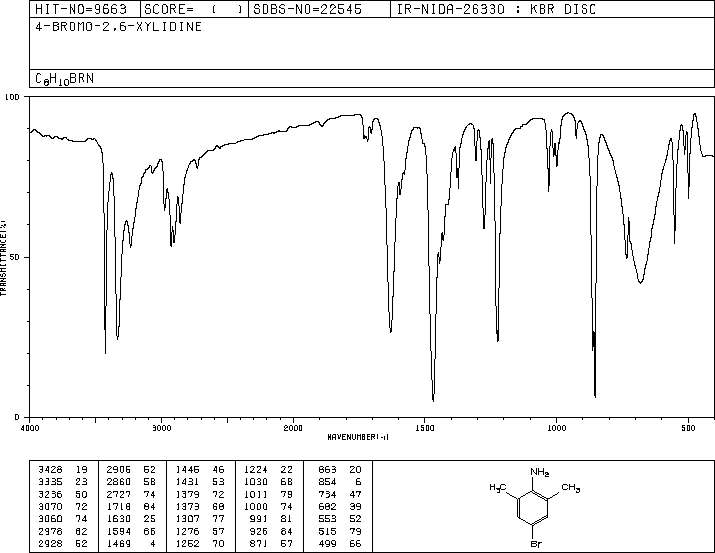 HIT-NO=9663 SCORE= ( ) SDBS-NO=22545 IR-NIDA-26330 : KBR DISC
4-BROMO-2,6-XYLIDINE
C8H10BRN
100
50
0
TRANSMITTANCE(%)
4000 3000 2000 1500 1000 500
WAVENUMBER(-1)
3428 19 2906 52 1446 46 1224 22 863 20
3335 23 2860 58 1431 53 1030 68 854 6
3236 50 2727 74 1379 72 1011 79 734 47
3070 72 1718 84 1373 68 1000 74 682 39
3060 74 1630 25 1307 77 991 81 553 52
2976 62 1594 66 1276 57 926 84 515 79
2928 52 1469 4 1252 70 871 57 499 66
NH2
H3C CH3
Br